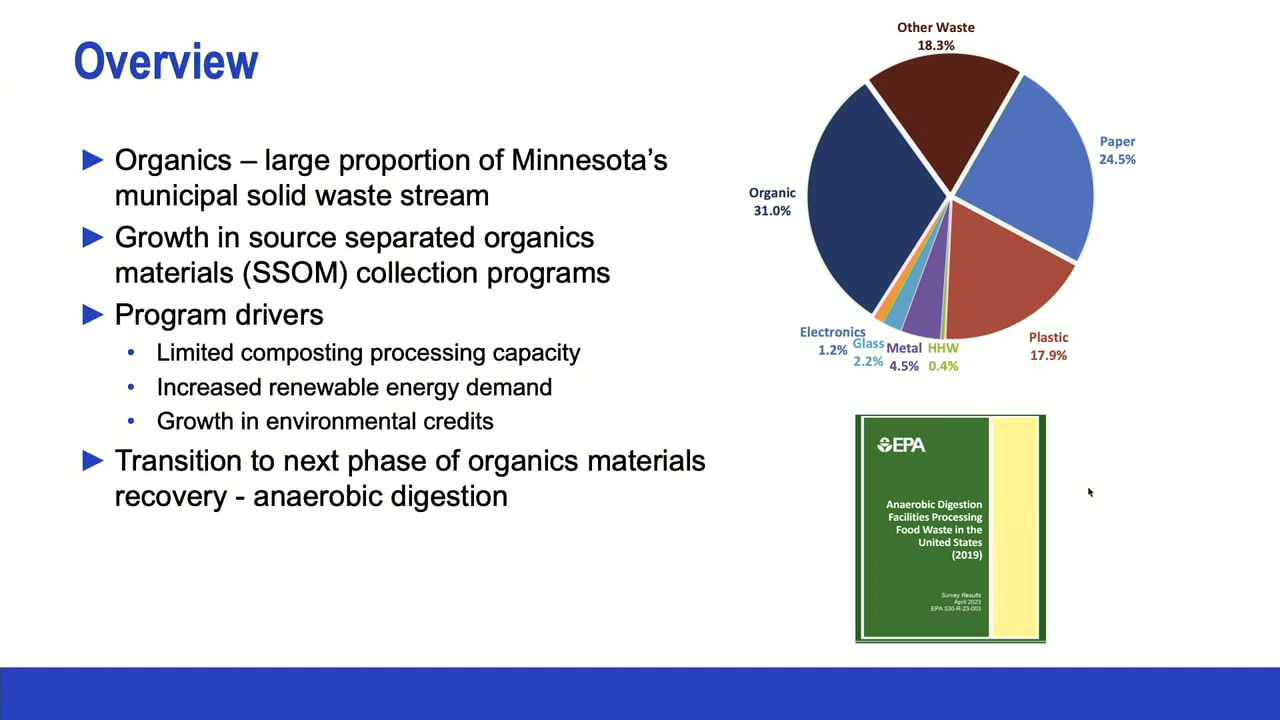 Overview
► Organics – large proportion of Minnesota's
municipal solid waste stream
► Growth in source separated organics
materials (SSOM) collection programs
► Program drivers
• Limited composting processing capacity
• Increased renewable energy demand
• Growth in environmental credits
► Transition to next phase of organics materials
recovery - anaerobic digestion
Other Waste
18.3%
Paper
24.5%
Organic
31.0%
Plastic
17.9%
Electronics
1.2%
Glass
2.2%
Metal
4.5%
HHW
0.4%
EPA
Anaerobic Digestion
Facilities Processing
Food Waste in the
United States
(2019)
Survey Results
April 2023
EPA 530-R-23-003